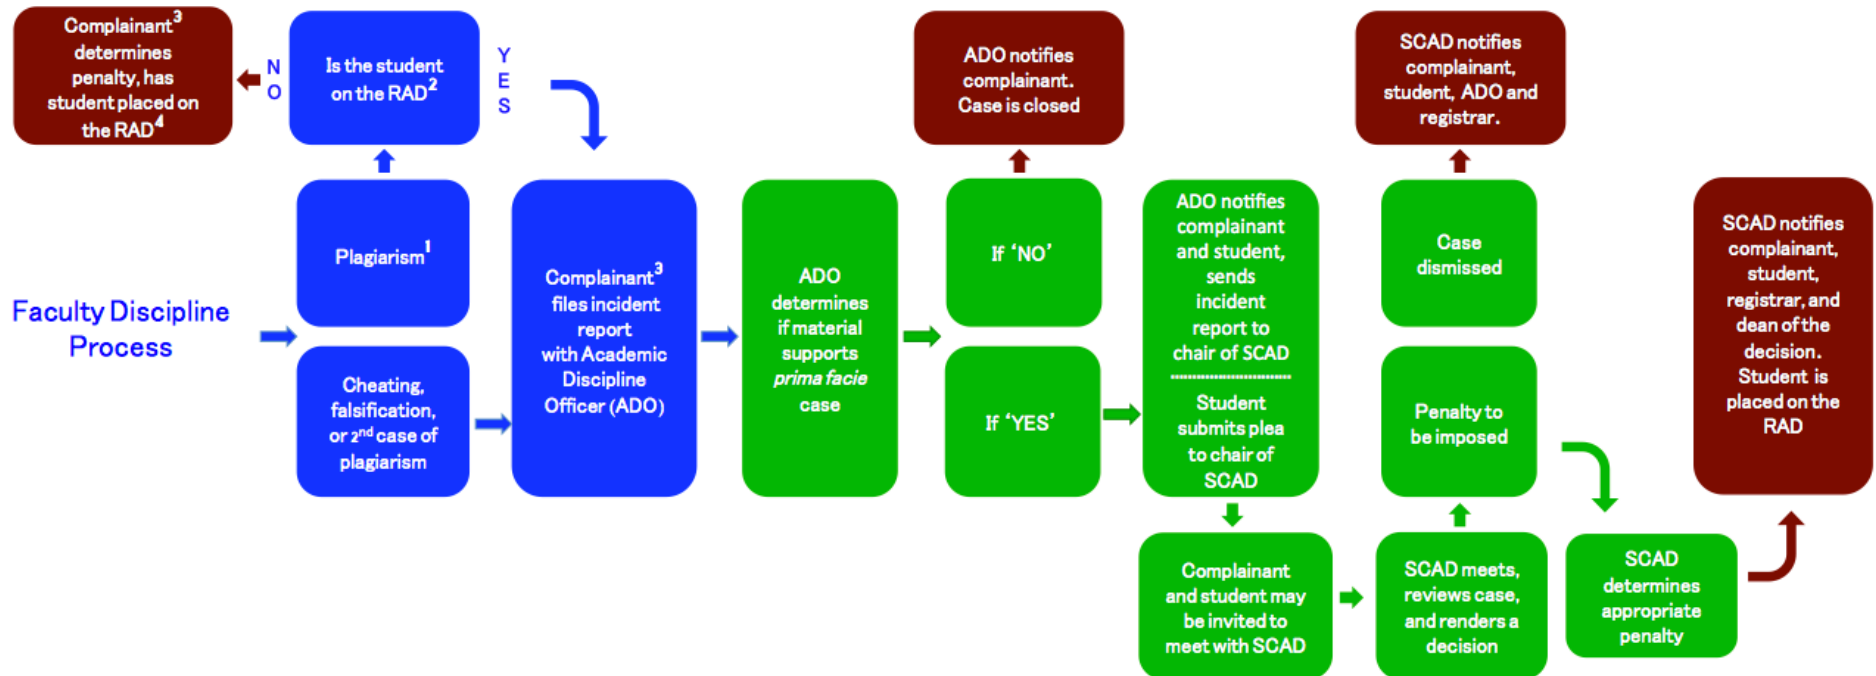 Complainant3
determines
penalty, has
student placed on
the RAD4
NO
Is the student
on the RAD2
YES
ADO notifies
complainant.
Case is closed
SCAD notifies
complainant,
student, ADO and
registrar.
Faculty Discipline
Process
Plagiarism1
Cheating,
falsification,
or 2nd case of
plagiarism
Complainant3
files incident
report
with Academic
Discipline
Officer (ADO)
ADO
determines
if material
supports
prima facie
case
If ‘NO’
If ‘YES’
ADO notifies
complainant
and student,
sends
incident
report to
chair of SCAD
Student
submits plea
to chair of
SCAD
Complainant
and student may
be invited to
meet with SCAD
SCAD meets,
reviews case,
and renders a
decision
Case
dismissed
Penalty to
be imposed
SCAD
determines
appropriate
penalty
SCAD notifies
complainant,
student,
registrar, and
dean of the
decision.
Student is
placed on the
RAD